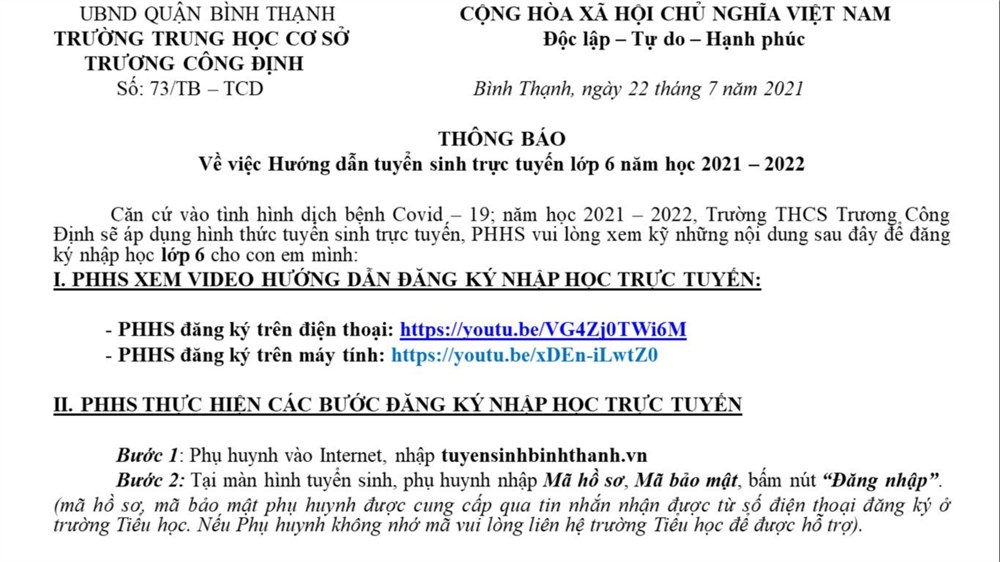 UBND QUẬN BÌNH THẠNH
TRƯỜNG TRUNG HỌC CƠ SỞ
TRƯƠNG CÔNG ĐỊNH
Số: 73/TB – TCD
CỘNG HÒA XÃ HỘI CHỦ NGHĨA VIỆT NAM
Độc lập – Tự do – Hạnh phúc
Bình Thạnh, ngày 22 tháng 7 năm 2021
THÔNG BÁO
Về việc Hướng dẫn tuyển sinh trực tuyến lớp 6 năm học 2021 – 2022
Căn cứ vào tình hình dịch bệnh Covid – 19; năm học 2021 – 2022, Trường THCS Trương Công
Định sẽ áp dụng hình thức tuyển sinh trực tuyến, PHHS vui lòng xem kỹ những nội dung sau đây để đăng
ký nhập học lớp 6 cho con em mình:
I. PHHS XEM VIDEO HƯỚNG DẪN ĐĂNG KÝ NHẬP HỌC TRỰC TUYẾN:
- PHHS đăng ký trên điện thoại: https://youtu.be/VG4Zj0TWi6M
- PHHS đăng ký trên máy tính: https://youtu.be/xDEn-iLwtZ0
II. PHHS THỰC HIỆN CÁC BƯỚC ĐĂNG KÝ NHẬP HỌC TRỰC TUYẾN
Bước 1: Phụ huynh vào Internet, nhập tuyensinhbinhthanh.vn
Bước 2: Tại màn hình tuyển sinh, phụ huynh nhập Mã hồ sơ, Mã bảo mật, bấm nút “Đăng nhập”.
(mã hồ sơ, mã bảo mật phụ huynh được cung cấp qua tin nhắn nhận được từ số điện thoại đăng ký ở
trường Tiểu học. Nếu Phụ huynh không nhớ mã vui lòng liên hệ trường Tiểu học để được hỗ trợ).